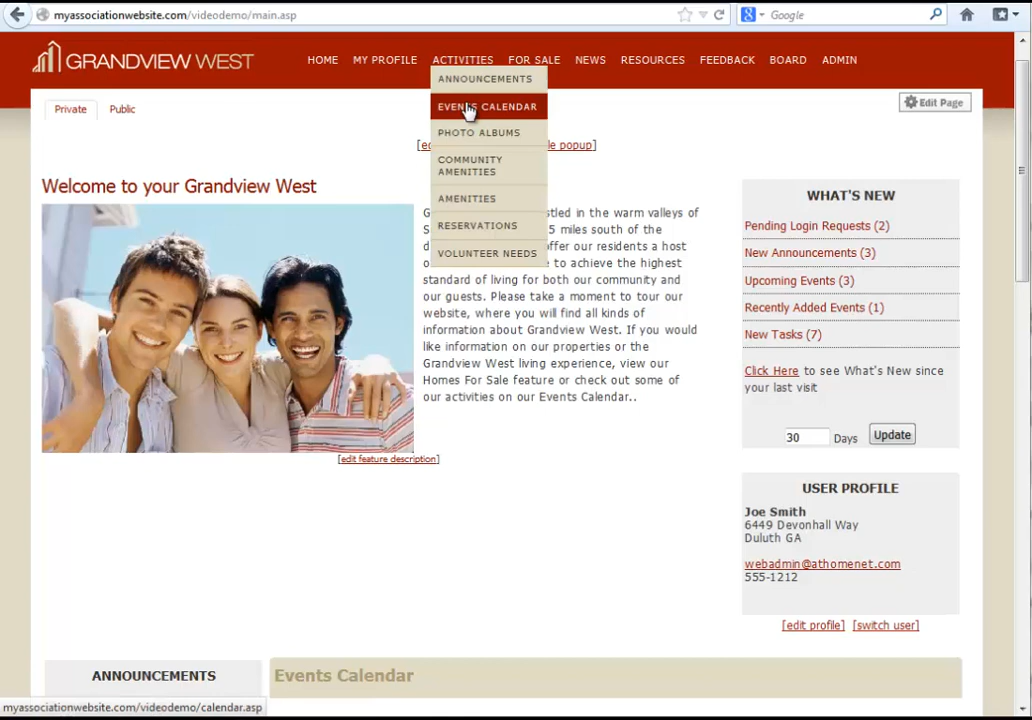 myassociationwebsite.com/videodemo/main.asp
Google
GRANDVIEW WEST
HOME MY PROFILE ACTIVITIES FOR SALE NEWS RESOURCES FEEDBACK BOARD ADMIN
ANNOUNCEMENTS
EVENTS CALENDAR
PHOTO ALBUMS
COMMUNITY
AMENITIES
AMENITIES
RESERVATIONS
VOLUNTEER NEEDS
Private Public
Edit Page
popup]
Welcome to your Grandview West
in the warm valleys of
5 miles south of the
offer our residents a host
to achieve the highest
standard of living for both our community and
our guests. Please take a moment to tour our
website, where you will find all kinds of
information about Grandview West. If you would
like information on our properties or the
Grandview West living experience, view our
Homes For Sale feature or check out some of
our activities on our Events Calendar..
[edit feature description]
WHAT'S NEW
Pending Login Requests (2)
New Announcements (3)
Upcoming Events (3)
Recently Added Events (1)
New Tasks (7)
Click Here to see What's New since
your last visit
30 Days Update
USER PROFILE
Joe Smith
6449 Devonhall Way
Duluth GA
webadmin@athomenet.com
555-1212
[edit profile] [switch user]
ANNOUNCEMENTS
Events Calendar
myassociationwebsite.com/videodemo/calendar.asp